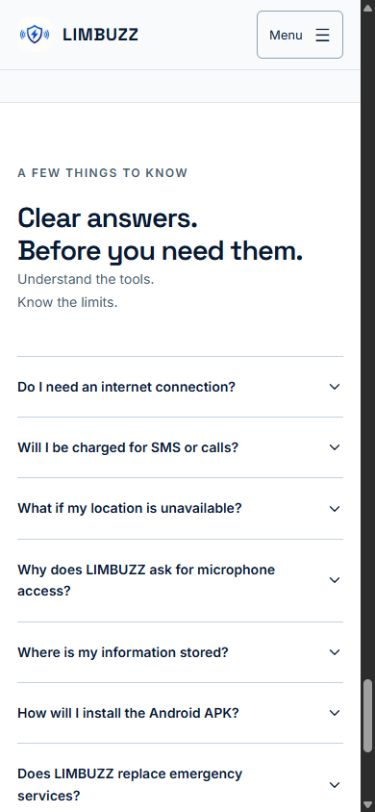 LIMBUZZ
Menu
A FEW THINGS TO KNOW
Clear answers.
Before you need them.
Understand the tools.
Know the limits.
Do I need an internet connection?
Will I be charged for SMS or calls?
What if my location is unavailable?
Why does LIMBUZZ ask for microphone
access?
Where is my information stored?
How will I install the Android APK?
Does LIMBUZZ replace emergency
services?